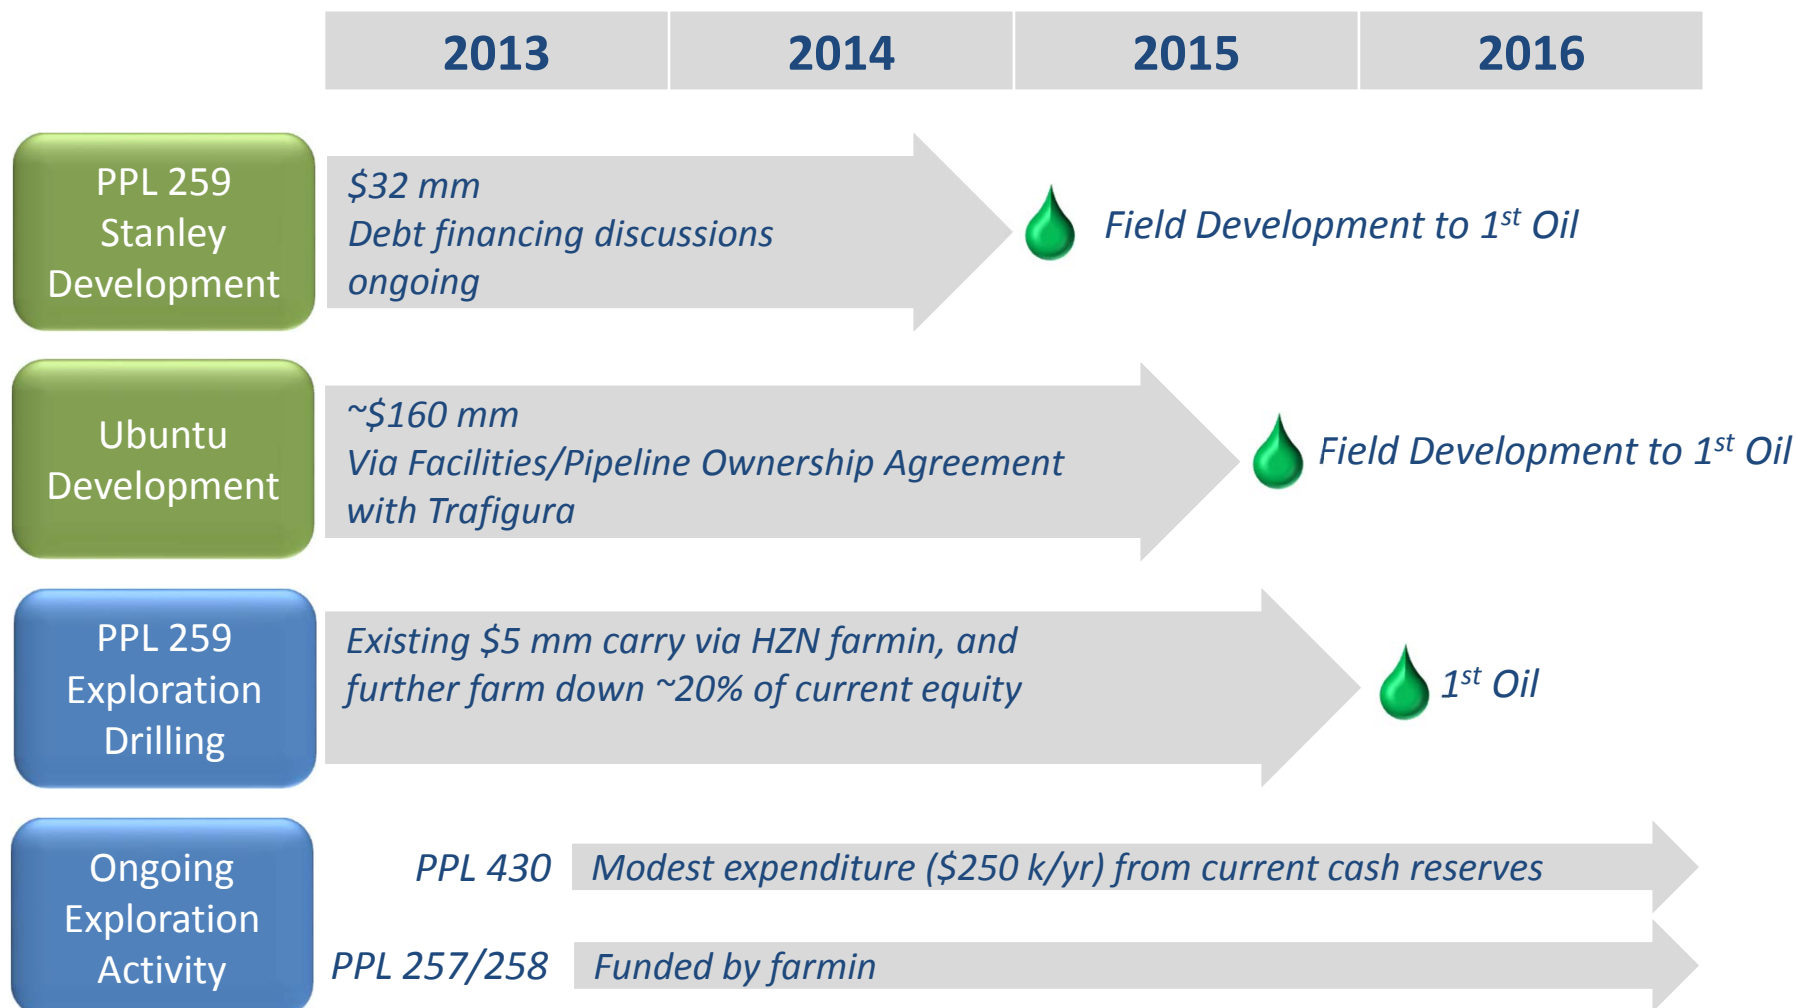 2013 2014 2015 2016
PPL 259
Stanley
Development
$32 mm
Debt financing discussions
ongoing
Field Development to 1st Oil
Ubuntu
Development
~$160 mm
Via Facilities/Pipeline Ownership Agreement
with Trafigura
Field Development to 1st Oil
PPL 259
Exploration
Drilling
Existing $5 mm carry via HZN farmin, and
further farm down ~20% of current equity
1st Oil
Ongoing
Exploration
Activity
PPL 430
Modest expenditure ($250 k/yr) from current cash reserves
PPL 257/258
Funded by farmin